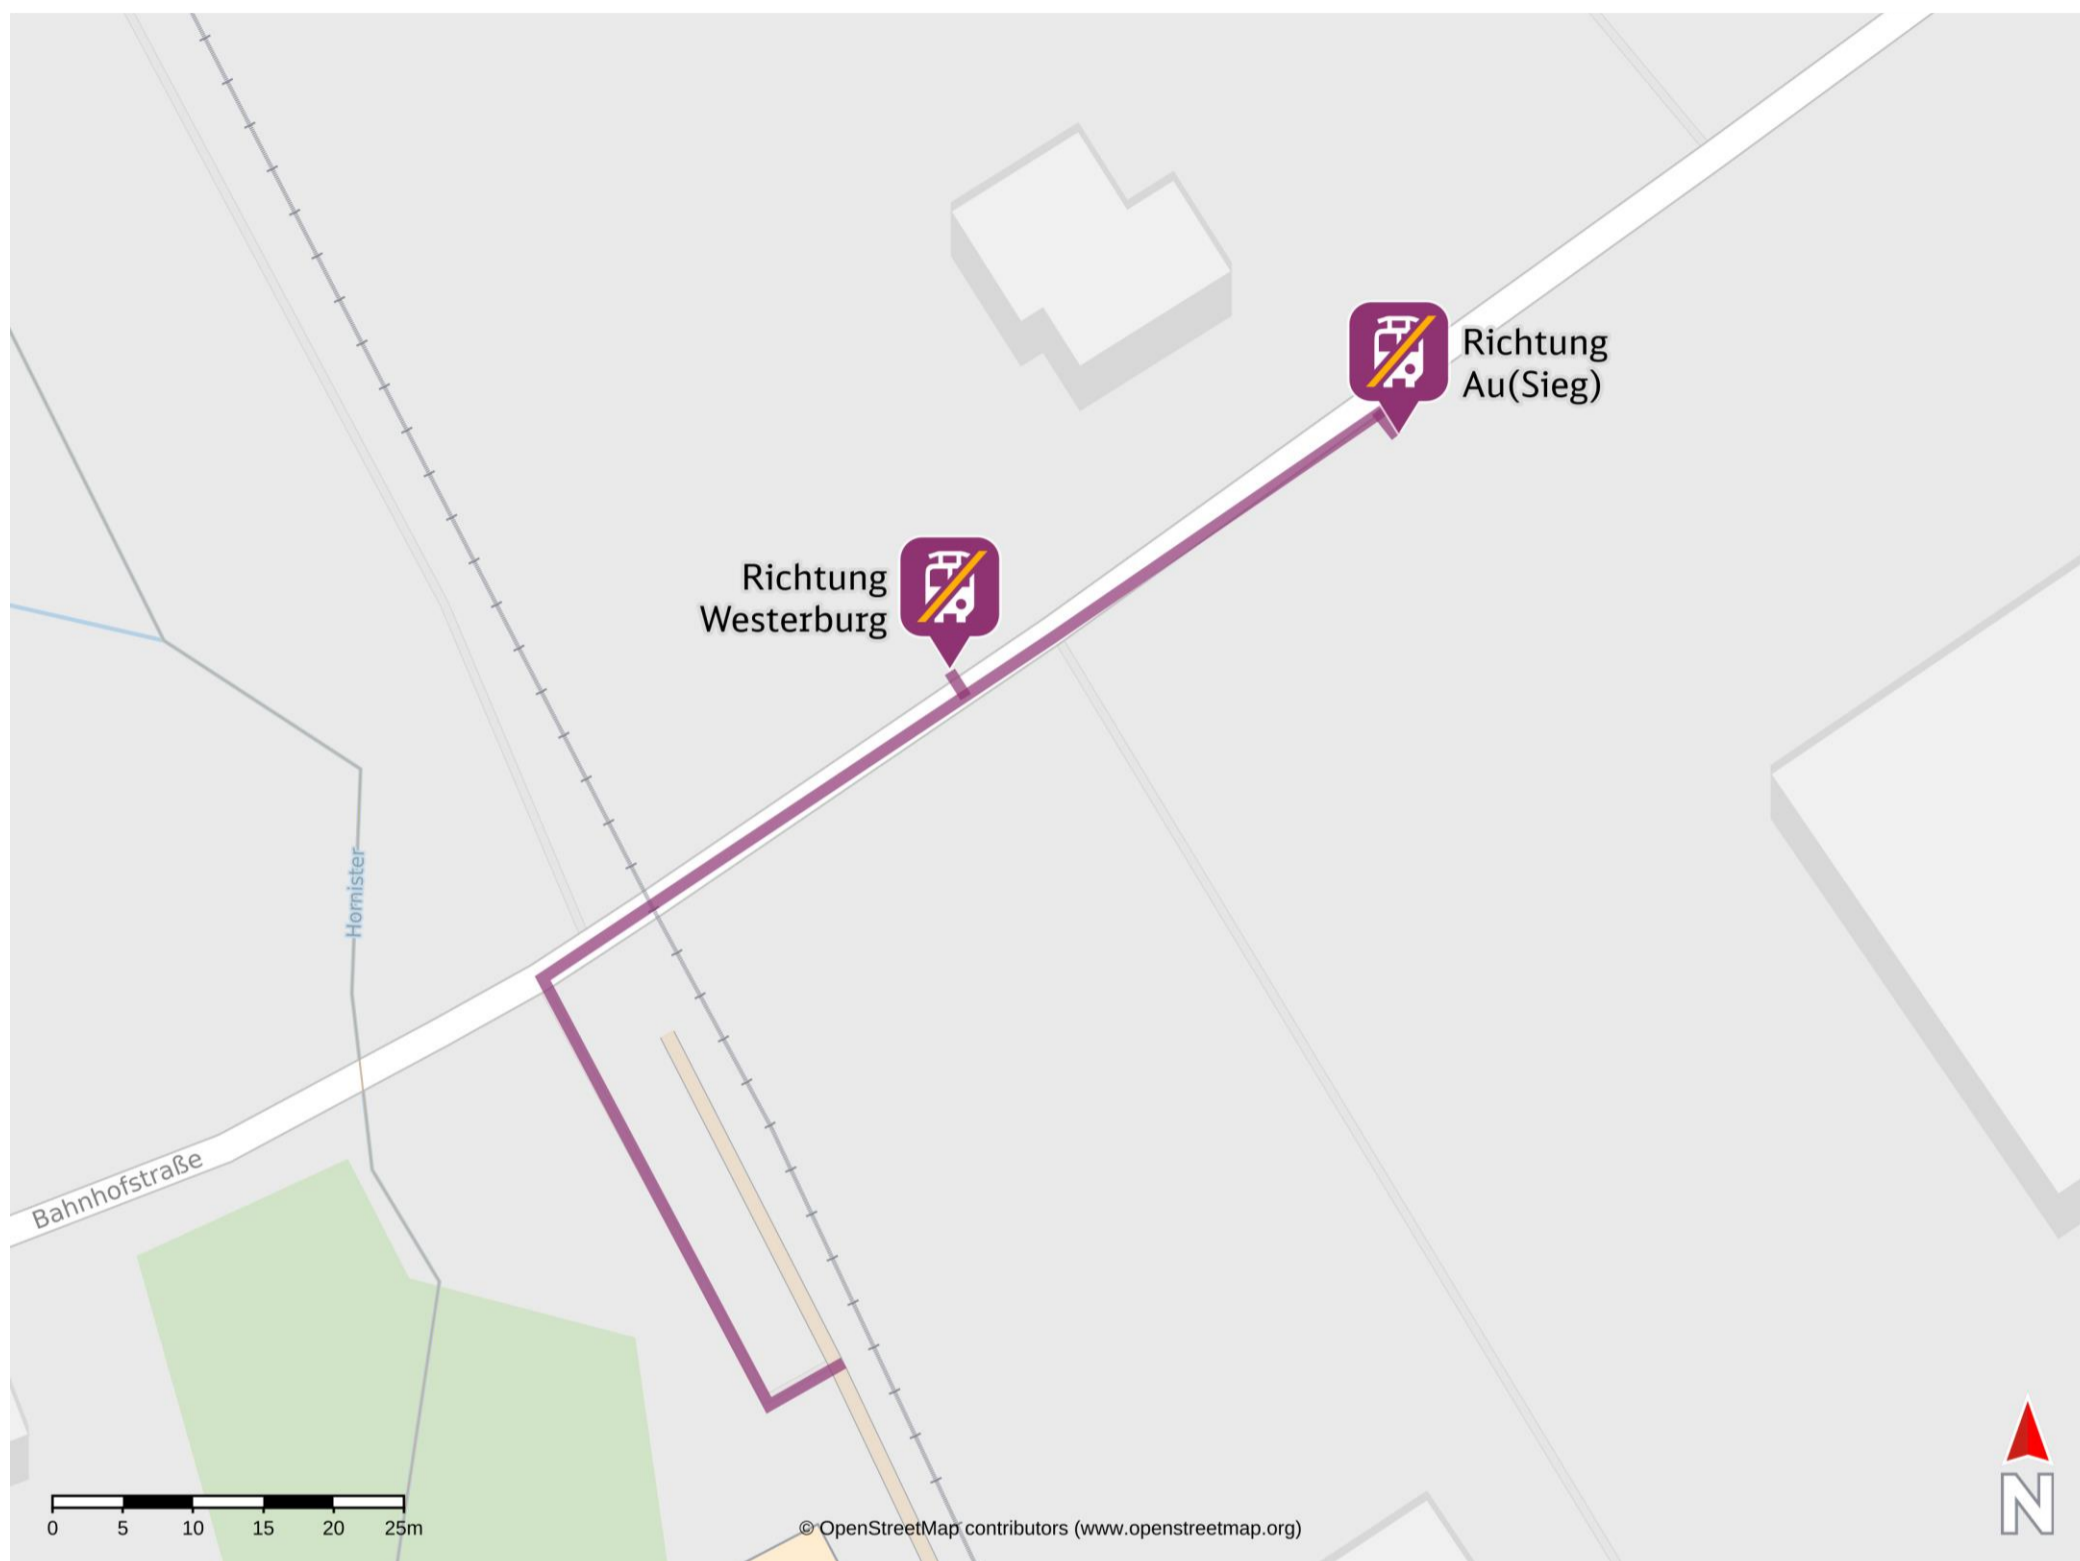 Richtung
Au(Sieg)
Richtung
Westerburg
Hornister
Bahnhofstraße
0 5 10 15 20 25m
© OpenStreetMap contributors (www.openstreetmap.org)
N